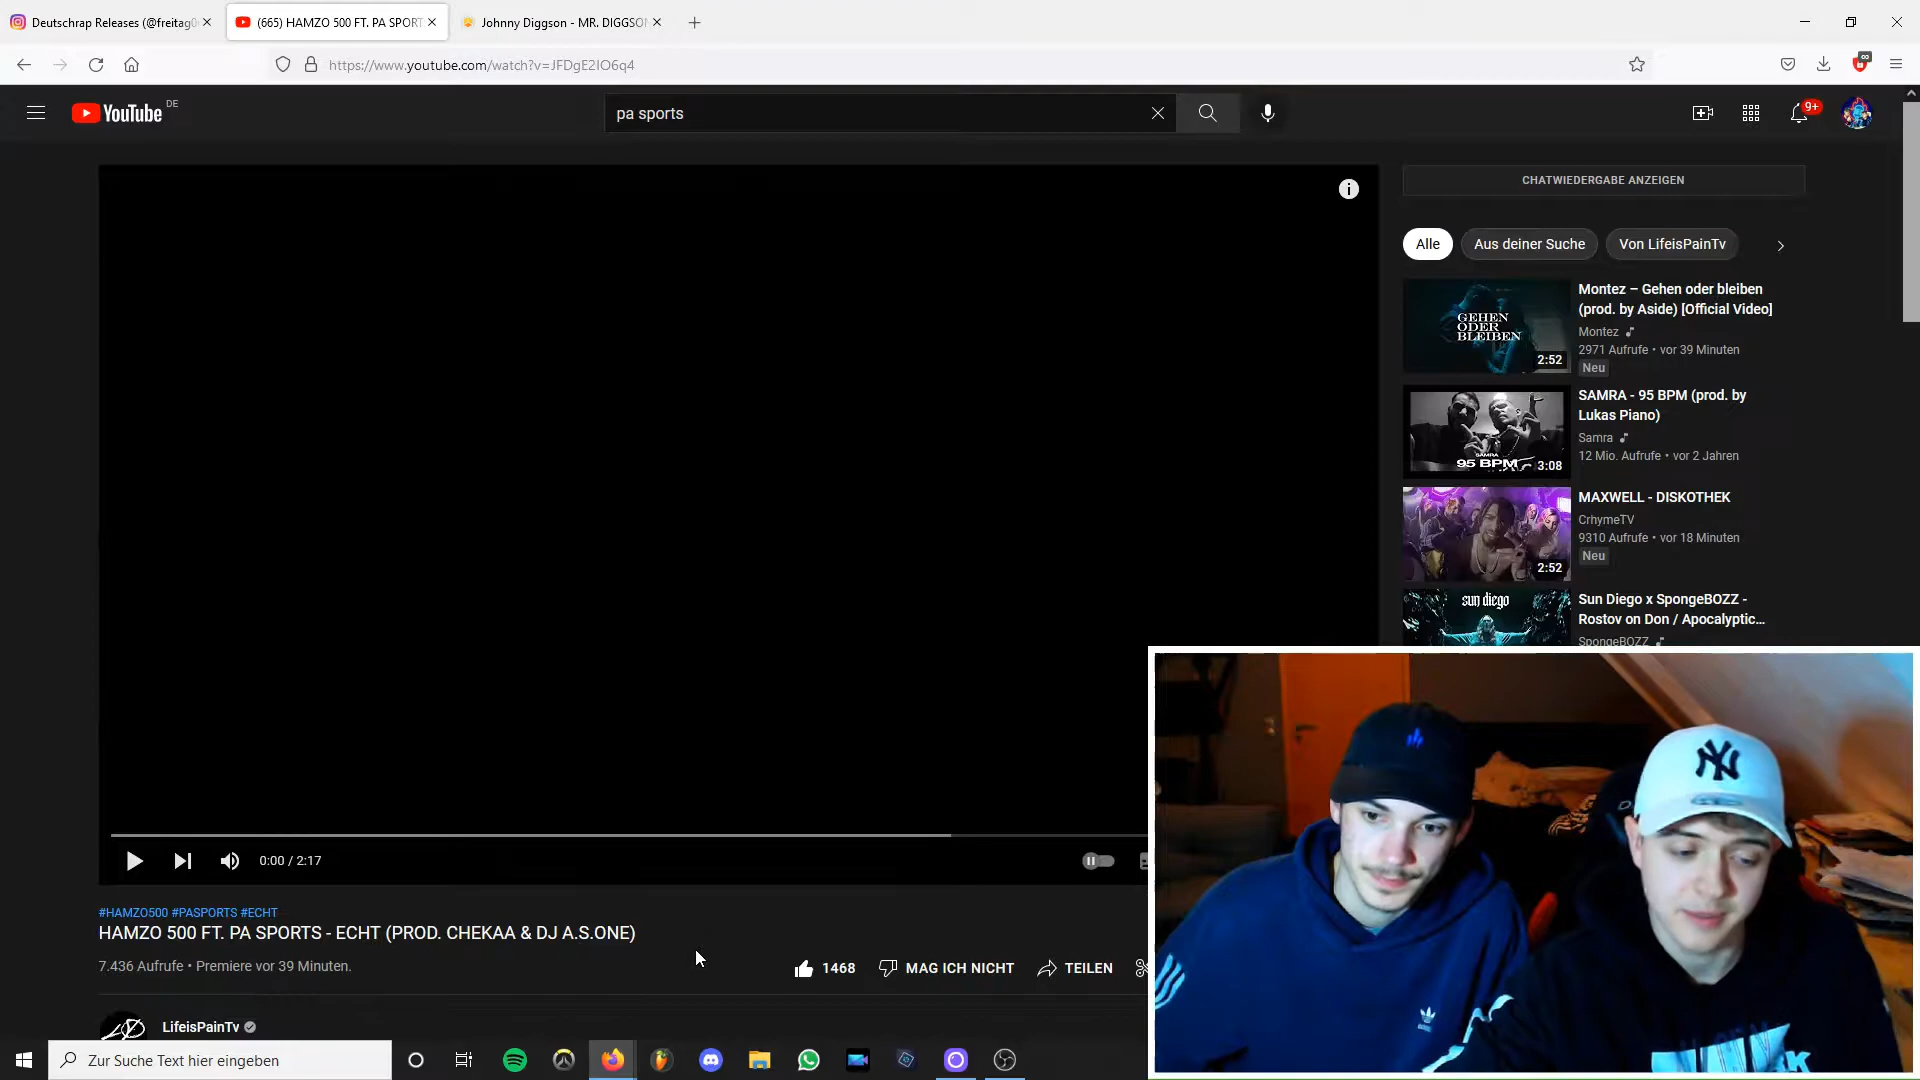 Deutschrap Releases (@freitag0
(665) HAMZO 500 FT. PA SPORT
Johnny Diggson - MR. DIGGSO
https://www.youtube.com/watch?v=JFDgE2IO6q4
YouTube DE
pa sports
9+
CHATWIEDERGABE ANZEIGEN
Alle
Aus deiner Suche
Von LifeisPainTv
GEHEN
ODER
BLEIBEN
2:52
Montez – Gehen oder bleiben
(prod. by Aside) [Official Video]
Montez
2971 Aufrufe • vor 39 Minuten
Neu
SAMRA
95 BPM
3:08
SAMRA - 95 BPM (prod. by
Lukas Piano)
Samra
12 Mio. Aufrufe • vor 2 Jahren
2:52
MAXWELL - DISKOTHEK
CrhymeTV
9310 Aufrufe • vor 18 Minuten
Neu
sun diego
Sun Diego x SpongeBOZZ -
Rostov on Don / Apocalyptic...
SpongeBOZZ
0:00 / 2:17
#HAMZO500 #PASPORTS #ECHT
HAMZO 500 FT. PA SPORTS - ECHT (PROD. CHEKAA & DJ A.S.ONE)
7.436 Aufrufe • Premiere vor 39 Minuten.
1468
MAG ICH NICHT
TEILEN
LifeisPainTv
NY
Zur Suche Text hier eingeben